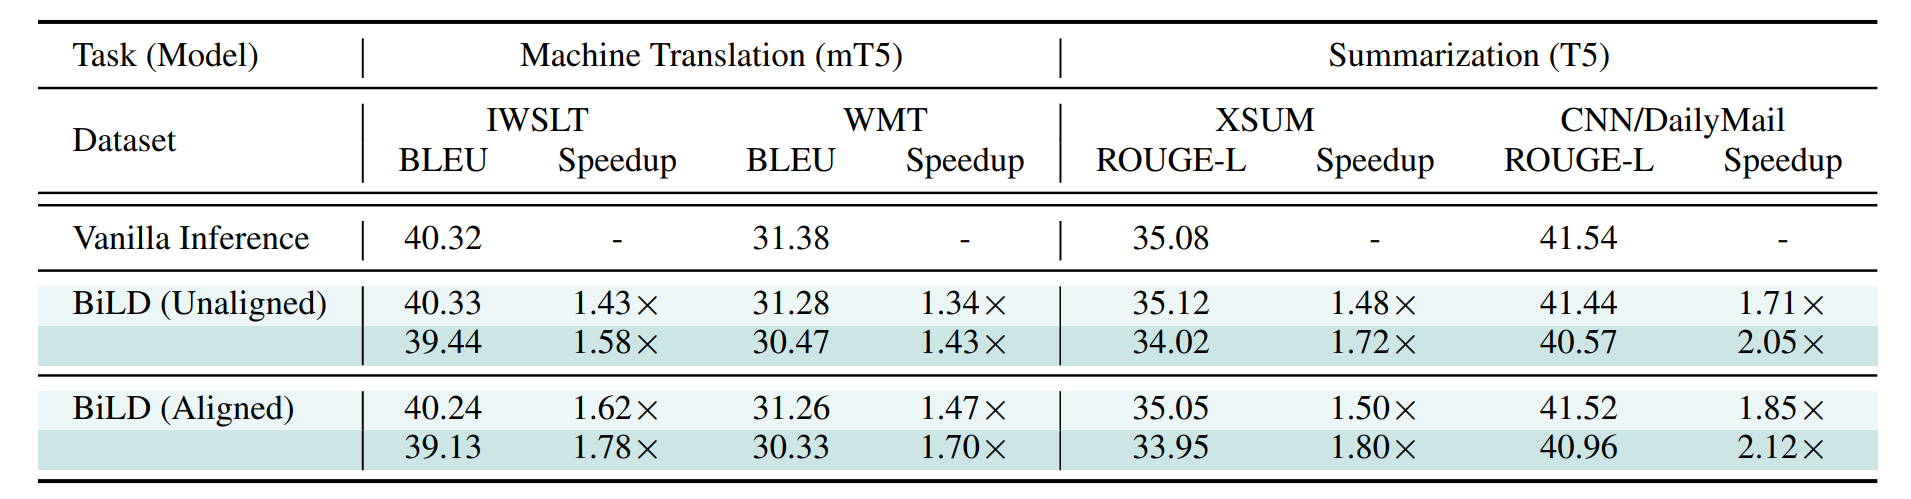 Task (Model) Machine Translation (mT5) Summarization (T5)
IWSLT WMT XSUM CNN/DailyMail
Dataset
BLEU Speedup BLEU Speedup ROUGE-L Speedup ROUGE-L Speedup
Vanilla Inference 40.32 - 31.38 - 35.08 - 41.54 -
BiLD (Unaligned) 40.33 1.43× 31.28 1.34× 35.12 1.48× 41.44 1.71×
39.44 1.58× 30.47 1.43× 34.02 1.72× 40.57 2.05×
BiLD (Aligned) 40.24 1.62× 31.26 1.47× 35.05 1.50× 41.52 1.85×
39.13 1.78× 30.33 1.70× 33.95 1.80× 40.96 2.12×